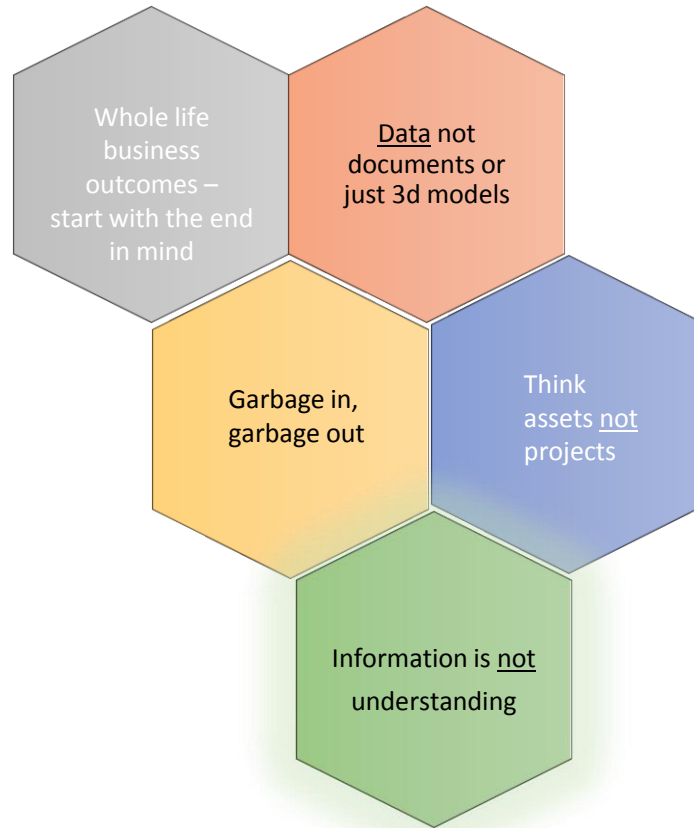 Whole life
business
outcomes –
start with the end
in mind
Data not
documents or
just 3d models
Garbage in,
garbage out
Think
assets not
projects
Information is not
understanding